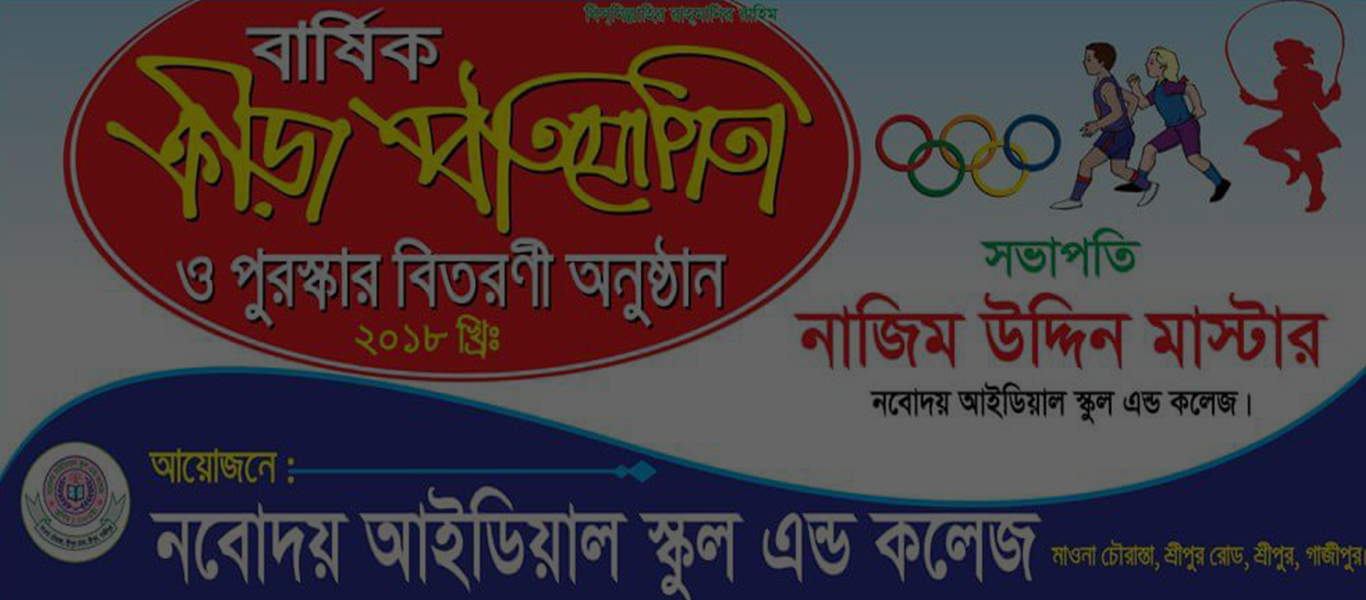 বিসমিল্লাহির রাহমানির রাহিম
বার্ষিক
ক্রীড়া প্রতিযোগিতা
ও পুরস্কার বিতরণী অনুষ্ঠান
২০১৮ খ্রিঃ
সভাপতি
নাজিম উদ্দিন মাস্টার
নবোদয় আইডিয়াল স্কুল এন্ড কলেজ।
আয়োজনে :
নবোদয় আইডিয়াল স্কুল এন্ড কলেজ
মাওনা চৌরাস্তা, শ্রীপুর রোড, শ্রীপুর, গাজীপুর।